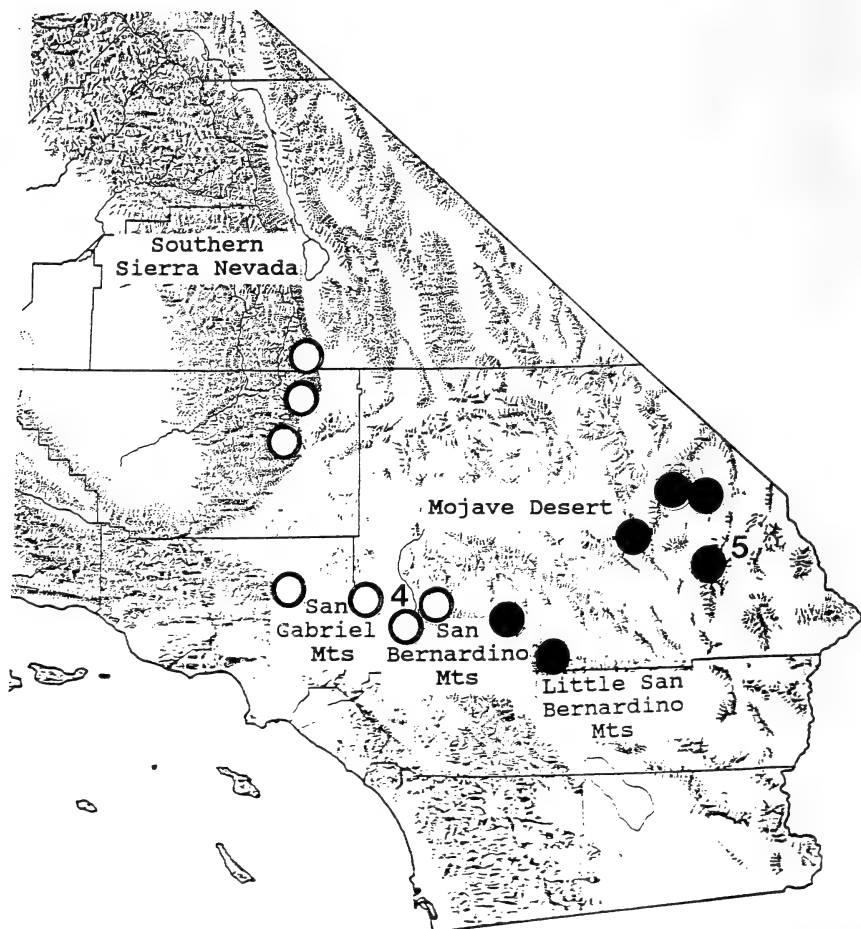 Southern
Sierra Nevada
Mojave Desert
5
4
San
Gabriel
Mts
San
Bernardino
Mts
Little San
Bernardino
Mts